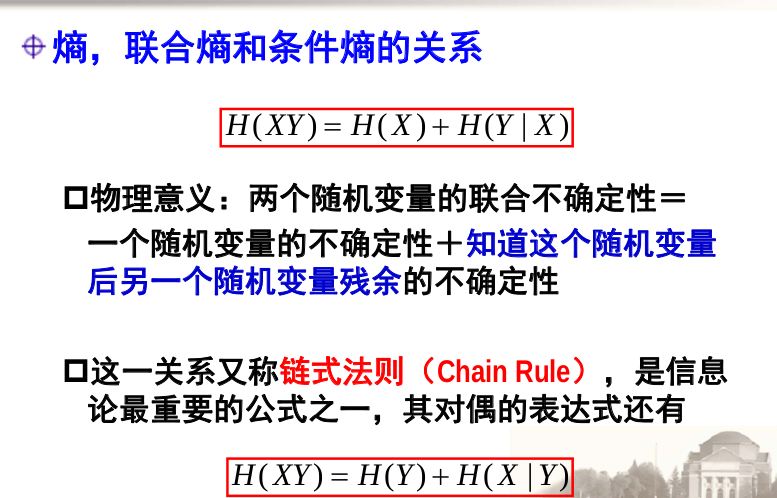 熵，联合熵和条件熵的关系
H(XY) = H(X) + H(Y | X)
物理意义：两个随机变量的联合不确定性＝
一个随机变量的不确定性＋知道这个随机变量
后另一个随机变量残余的不确定性
这一关系又称链式法则（Chain Rule），是信息
论最重要的公式之一，其对偶的表达式还有
H(XY) = H(Y) + H(X | Y)